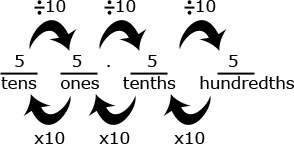 ÷10 ÷10 ÷10
5 5 . 5 5
tens ones tenths hundredths
x10 x10 x10